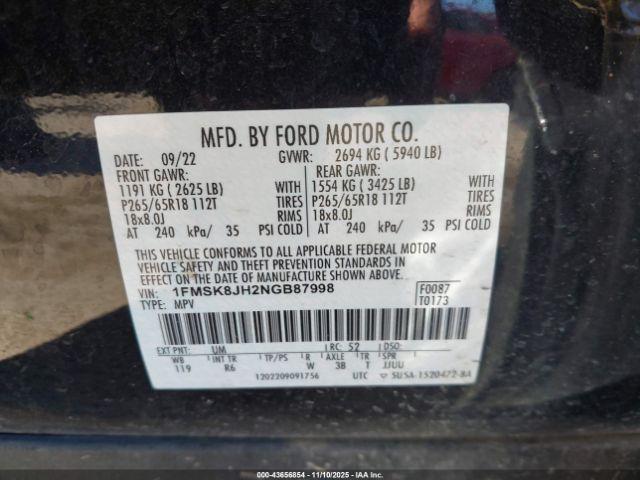 MFD. BY FORD MOTOR CO.
DATE: 09/22 GVWR: 2694 KG ( 5940 LB)
FRONT GAWR: REAR GAWR:
1191 KG ( 2625 LB) WITH 1554 KG ( 3425 LB) WITH
P265/65R18 112T TIRES P265/65R18 112T TIRES
18x8.0J RIMS 18x8.0J RIMS
AT 240 kPa/ 35 PSI COLD AT 240 kPa/ 35 PSI COLD
THIS VEHICLE CONFORMS TO ALL APPLICABLE FEDERAL MOTOR
VEHICLE SAFETY AND THEFT PREVENTION STANDARDS IN
EFFECT ON THE DATE OF MANUFACTURE SHOWN ABOVE.
VIN: 1FMSK8JH2NGB87998 F0087
TYPE: MPV T0173
EXT PNT: UM RC: 52 DSO:
WB INT TR TP/PS R AXLE TR SPR
119 R6 W 3B T JJUU
1202209091756 UTC SU5A-1520472-BA
00-43656854 | 11/10/2025 - IAA Inc.